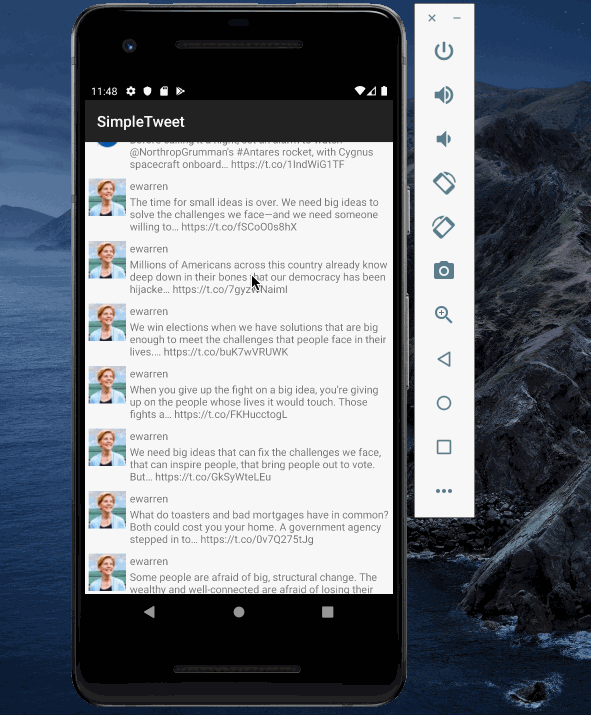 11:48
SimpleTweet
@NorthropGrumman's #Antares rocket, with Cygnus
spacecraft onboard… https://t.co/1IndWiG1TF
ewarren
The time for small ideas is over. We need big ideas to
solve the challenges we face—and we need someone
willing to… https://t.co/fSCoO0s8hX
ewarren
Millions of Americans across this country already know
deep down in their bones that our democracy has been
hijacke…
ewarren
We win elections when we have solutions that are big
enough to meet the challenges that people face in their
lives.… https://t.co/buK7wVRUWK
ewarren
When you give up the fight on a big idea, you're giving
up on the people whose lives it would touch. Those
fights a… https://t.co/FKHucctogL
ewarren
We need big ideas that can fix the challenges we face,
that can inspire people, that bring people out to vote.
But… https://t.co/GkSyWteLEu
ewarren
What do toasters and bad mortgages have in common?
Both could cost you your home. A government agency
stepped in to… https://t.co/0v7Q275tJg
ewarren
Some people are afraid of big, structural change. The
wealthy and well-connected are afraid of losing their